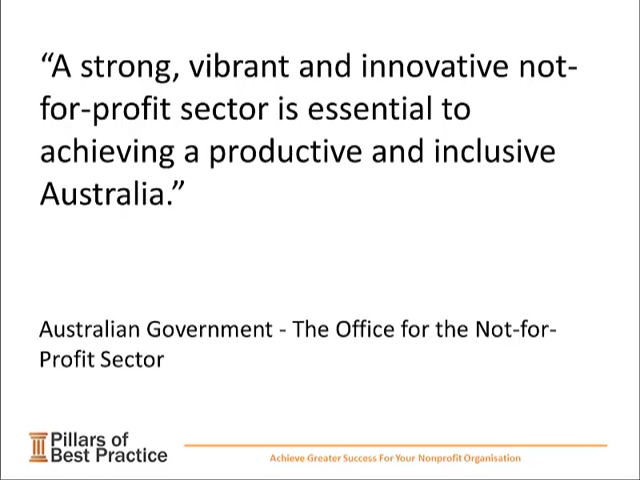 “A strong, vibrant and innovative not-
for-profit sector is essential to
achieving a productive and inclusive
Australia.”
Australian Government - The Office for the Not-for-
Profit Sector
Pillars of
Best Practice
Achieve Greater Success For Your Nonprofit Organisation